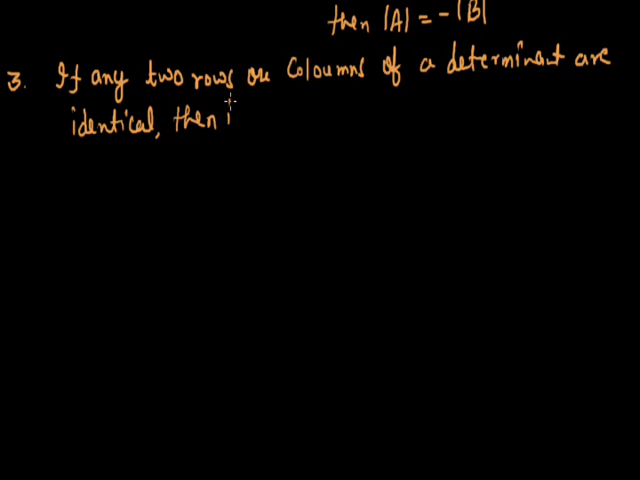 then |A| = -|B|
3. If any two rows or Coloumns of a determinant are
identical, then i